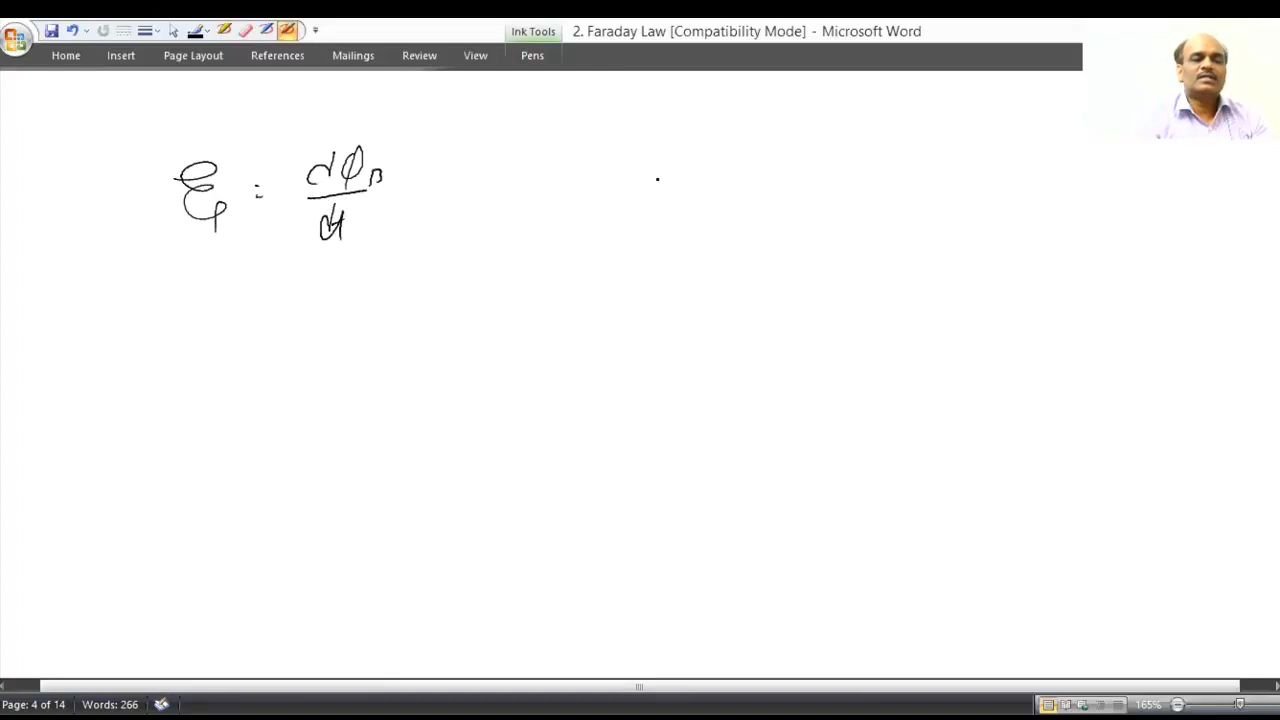 Ink Tools
2. Faraday Law [Compatibility Mode] - Microsoft Word
Home Insert Page Layout References Mailings Review View Pens
ℰ = dϕ_B/dt
Page: 4 of 14 Words: 266 165%